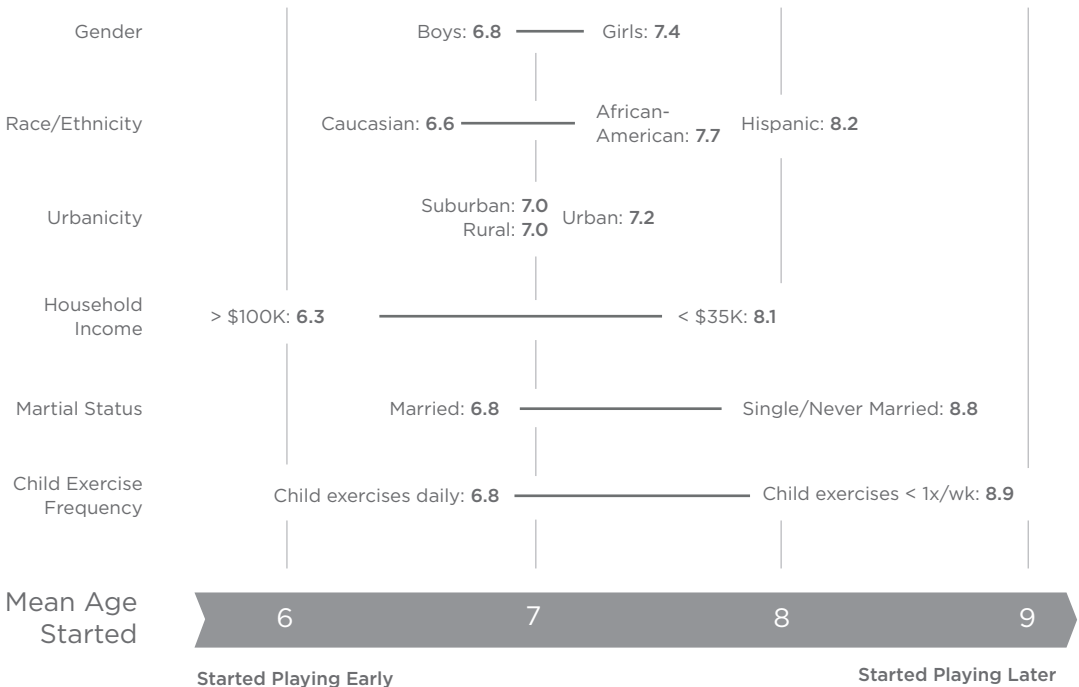 Gender
Boys: 6.8
Girls: 7.4
Race/Ethnicity
Caucasian: 6.6
African-
American: 7.7
Hispanic: 8.2
Urbanicity
Suburban: 7.0
Rural: 7.0
Urban: 7.2
Household
Income
> $100K: 6.3
< $35K: 8.1
Martial Status
Married: 6.8
Single/Never Married: 8.8
Child Exercise
Frequency
Child exercises daily: 6.8
Child exercises < 1x/wk: 8.9
Mean Age
Started
6
7
8
9
Started Playing Early
Started Playing Later